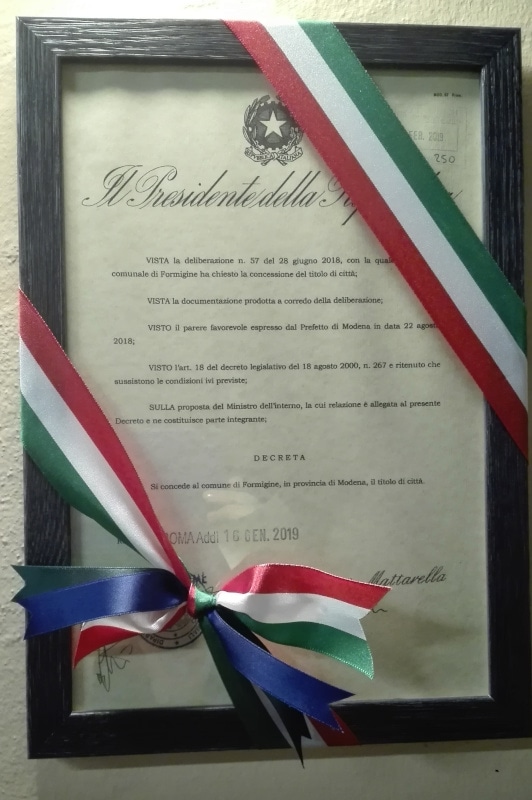 FEB. 2019
250
REPVBBLICA ITALIANA
Il Presidente della
VISTA la deliberazione n. 57 del 28 giugno 2018, con la
comunale di Formigine ha chiesto la concessione del titolo di città;
VISTA la documentazione prodotta a corredo della deliberazione;
VISTO il parere favorevole espresso dal Prefetto di Modena in data 22
2018;
VISTO l'art. 18 del decreto legislativo del 18 agosto 2000, n. 267 e ritenuto che
sussistono le condizioni ivi previste;
SULLA proposta del Ministro dell'interno, la cui relazione è allegata al presente
Decreto e ne costituisce parte integrante;
DECRETA
Si concede al comune di Formigine, in provincia di Modena, il titolo di città.
Addì 16 GEN. 2019
Mattarella